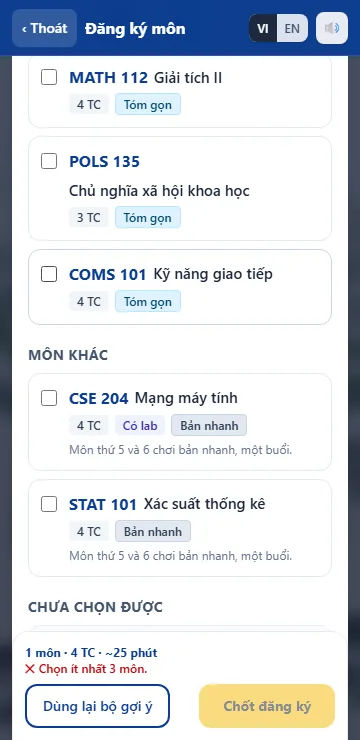 ‹ Thoát Đăng ký môn VI EN
MATH 112 Giải tích II
4 TC Tóm gọn
POLS 135
Chủ nghĩa xã hội khoa học
3 TC Tóm gọn
COMS 101 Kỹ năng giao tiếp
4 TC Tóm gọn
MÔN KHÁC
CSE 204 Mạng máy tính
4 TC Có lab Bản nhanh
Môn thứ 5 và 6 chơi bản nhanh, một buổi.
STAT 101 Xác suất thống kê
4 TC Bản nhanh
Môn thứ 5 và 6 chơi bản nhanh, một buổi.
CHƯA CHỌN ĐƯỢC
1 môn · 4 TC · ~25 phút
❌ Chọn ít nhất 3 môn.
Dùng lại bộ gợi ý Chốt đăng ký